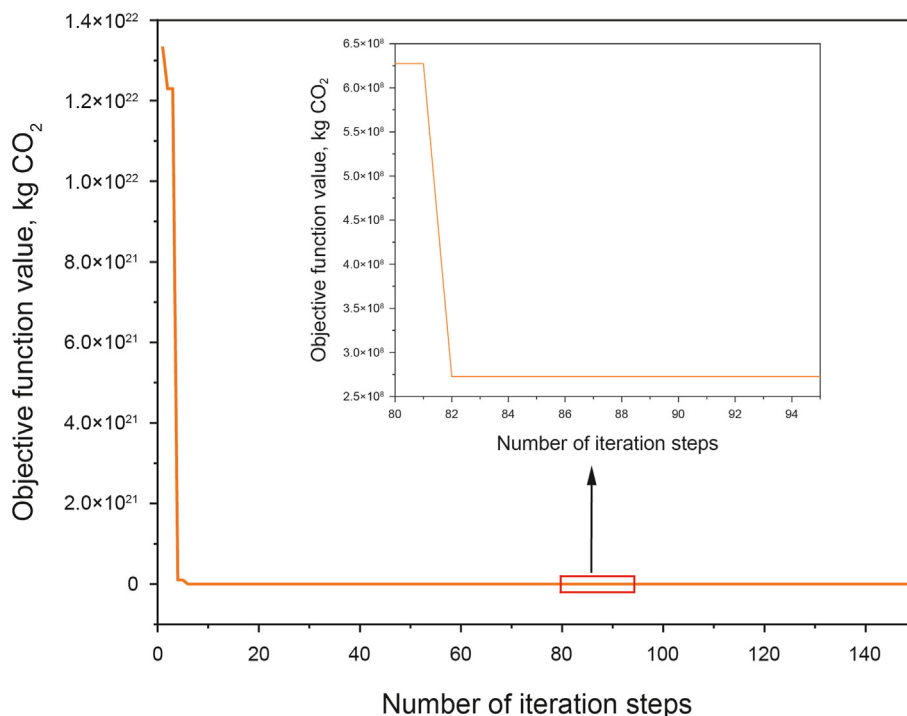 Objective function value, kg CO₂
1.4×10²²
1.2×10²²
1.0×10²²
8.0×10²¹
6.0×10²¹
4.0×10²¹
2.0×10²¹
0
0 20 40 60 80 100 120 140
Number of iteration steps
Objective function value, kg CO₂
6.5×10⁸
6.0×10⁸
5.5×10⁸
5.0×10⁸
4.5×10⁸
4.0×10⁸
3.5×10⁸
3.0×10⁸
2.5×10⁸
80 82 84 86 88 90 92 94
Number of iteration steps